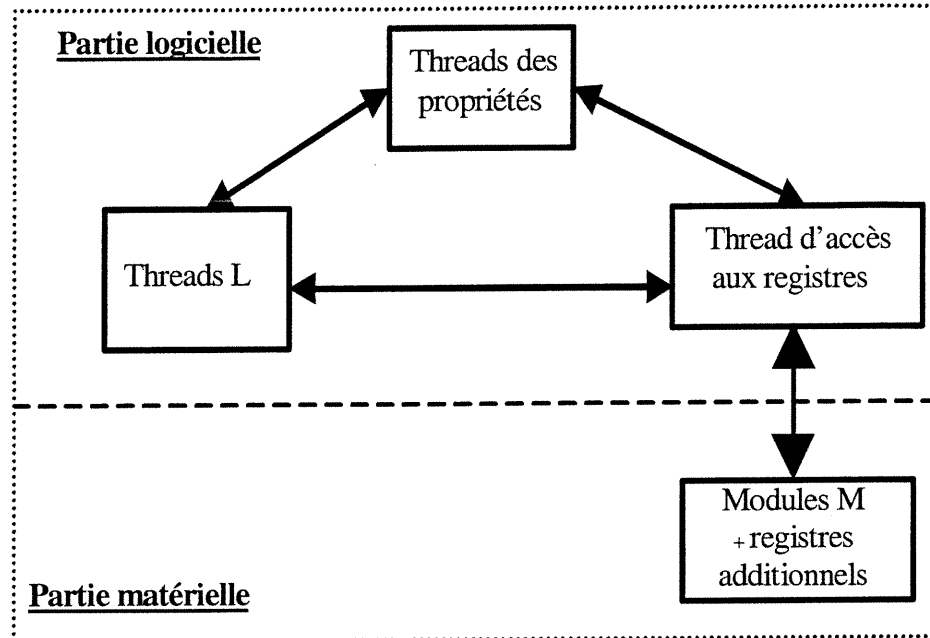 Partie logicielle
Threads des
propriétés
Threads L
Thread d'accès
aux registres
Modules M
+ registres
additionnels
Partie matérielle